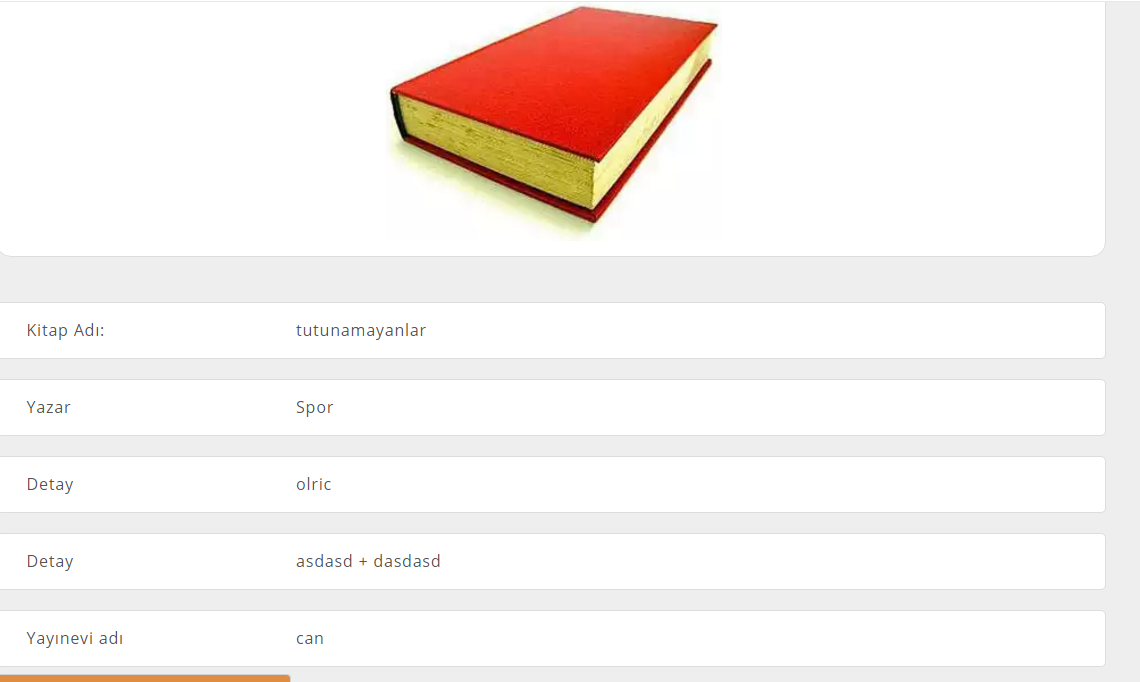 Kitap Adı: tutunamayanlar
Yazar Spor
Detay olric
Detay asdasd + dasdasd
Yayınevi adı can